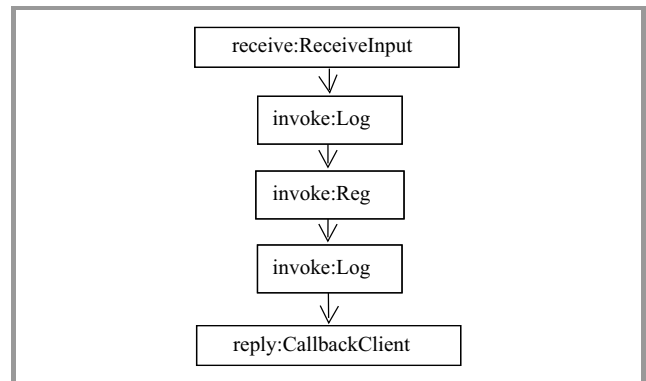 receive:ReceiveInput
invoke:Log
invoke:Reg
invoke:Log
reply:CallbackClient